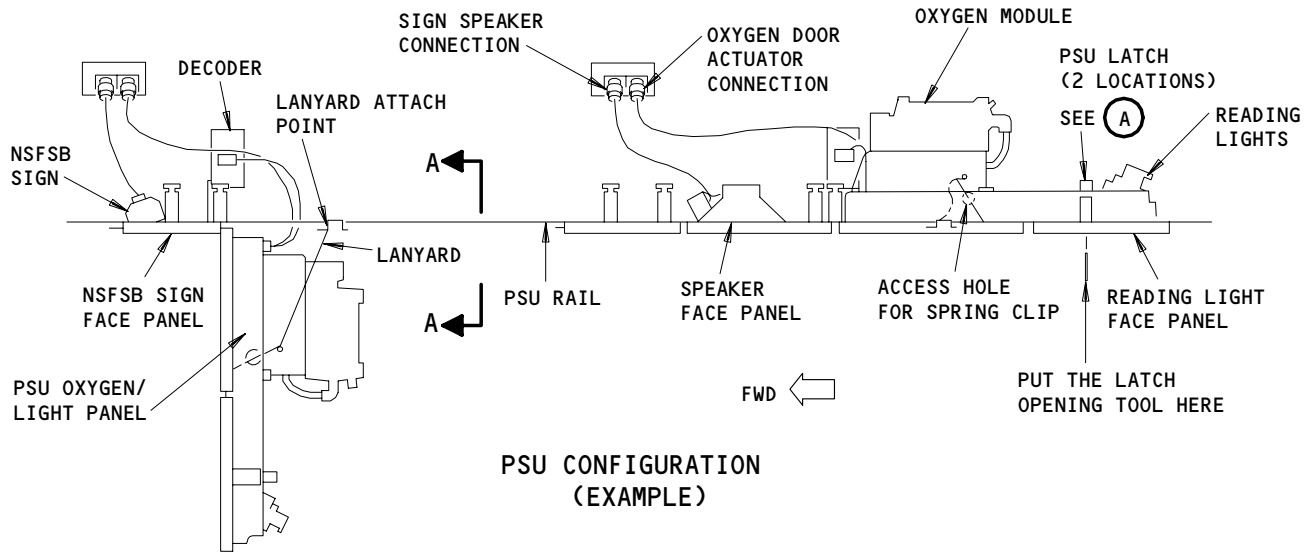 SIGN SPEAKER
CONNECTION
OXYGEN MODULE
OXYGEN DOOR
ACTUATOR
CONNECTION
PSU LATCH
(2 LOCATIONS)
SEE A
DECODER
LANYARD ATTACH
POINT
READING
LIGHTS
NSFSB
SIGN
A
LANYARD
NSFSB SIGN
FACE PANEL
A
PSU RAIL
SPEAKER
FACE PANEL
ACCESS HOLE
FOR SPRING CLIP
READING LIGHT
FACE PANEL
PSU OXYGEN/
LIGHT PANEL
FWD
PUT THE LATCH
OPENING TOOL HERE
PSU CONFIGURATION
(EXAMPLE)